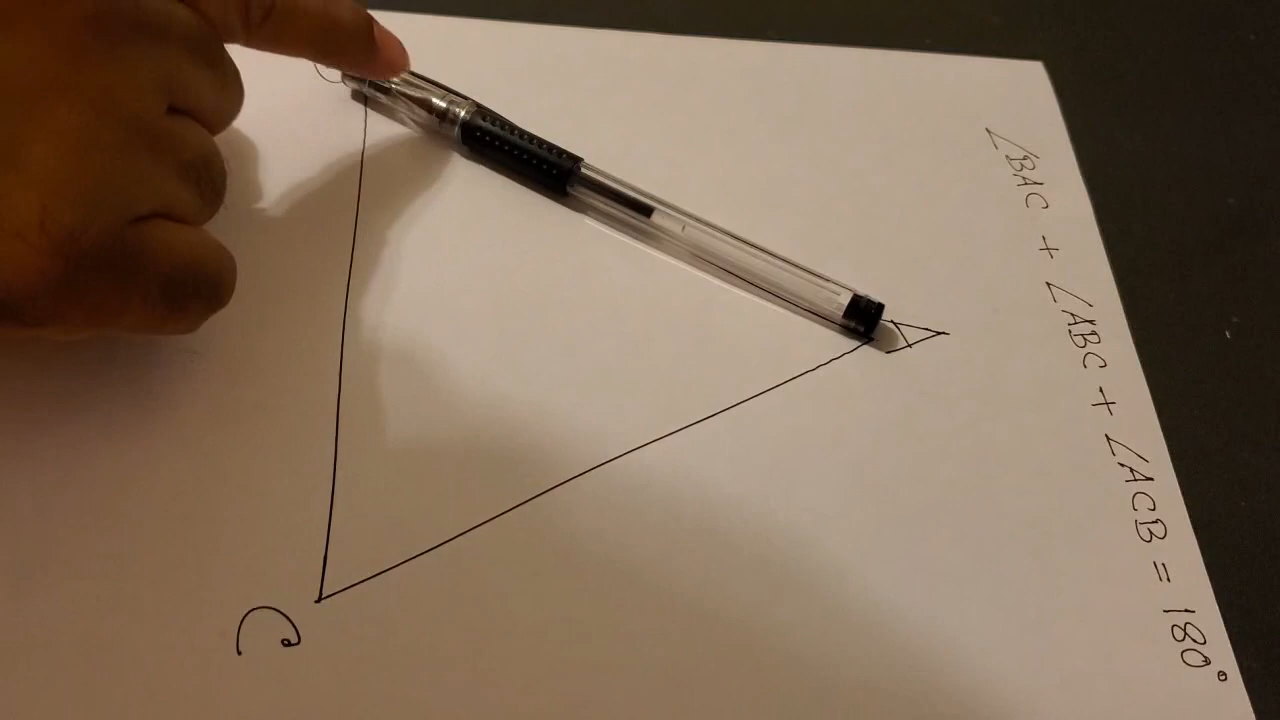 ∠BAC + ∠ABC + ∠ACB = 180°
A
C